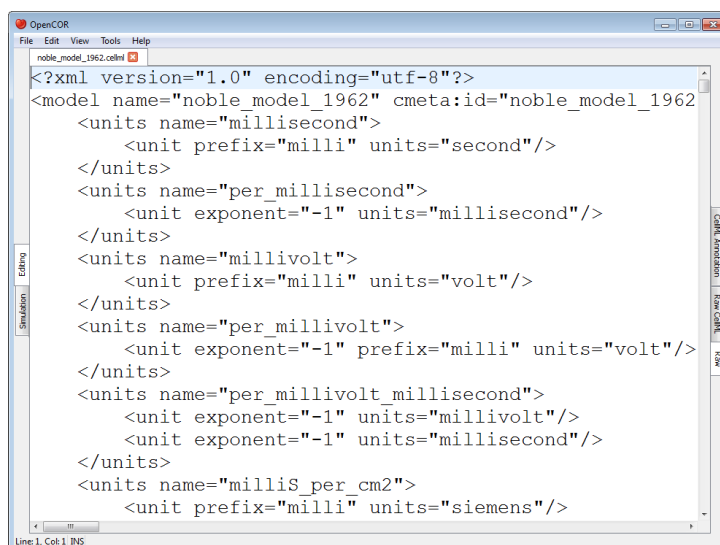 OpenCOR
File Edit View Tools Help
noble_model_1962.cellml
<?xml version="1.0" encoding="utf-8"?>
<model name="noble_model_1962" cmeta:id="noble_model_1962
<units name="millisecond">
<unit prefix="milli" units="second"/>
</units>
<units name="per_millisecond">
<unit exponent="-1" units="millisecond"/>
</units>
<units name="millivolt">
<unit prefix="milli" units="volt"/>
</units>
<units name="per_millivolt">
<unit exponent="-1" prefix="milli" units="volt"/>
</units>
<units name="per_millivolt_millisecond">
<unit exponent="-1" units="millivolt"/>
<unit exponent="-1" units="millisecond"/>
</units>
<units name="milliS_per_cm2">
<unit prefix="milli" units="siemens"/>
Editing
Simulation
CellML Annotation
Raw CellML
Raw
Line: 1, Col: 1 INS